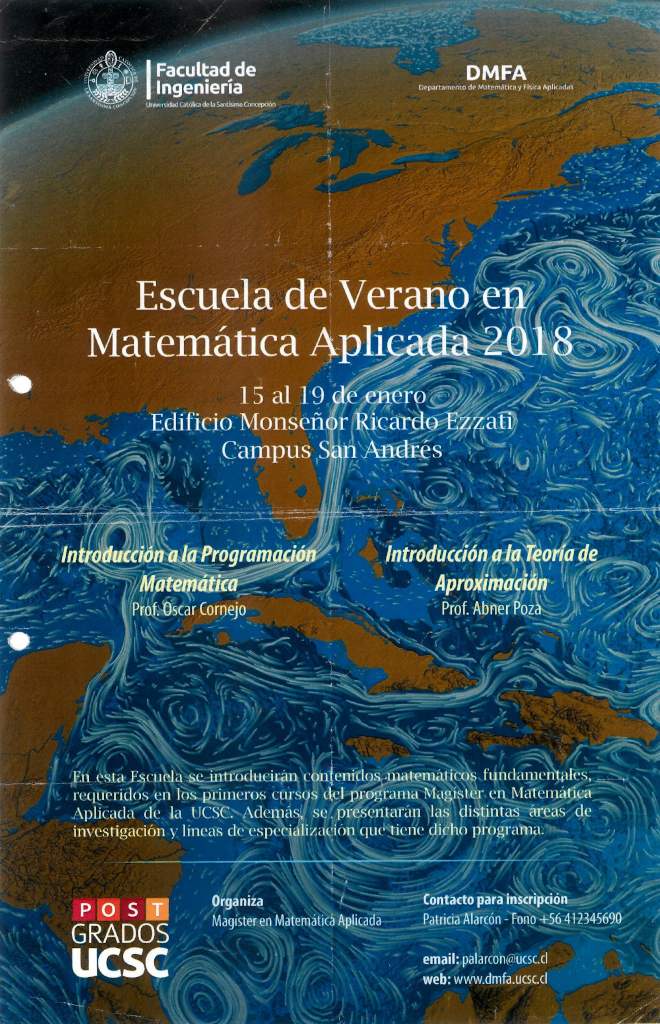 Facultad de
Ingeniería
Universidad Católica de la Santísima Concepción
DMFA
Departamento de Matemática y Física Aplicadas
Escuela de Verano en
Matemática Aplicada 2018
15 al 19 de enero
Edificio Monseñor Ricardo Ezzati
Campus San Andrés
Introducción a la Programación
Matemática
Prof. Oscar Cornejo
Introducción a la Teoría de
Aproximación
Prof. Abner Poza
En esta Escuela se introducirán contenidos matemáticos fundamentales,
requeridos en los primeros cursos del programa Magíster en Matemática
Aplicada de la UCSC. Además, se presentarán las distintas áreas de
investigación y líneas de especialización que tiene dicho programa.
POST
GRADOS
UCSC
Organiza
Magíster en Matemática Aplicada
Contacto para inscripción
Patricia Alarcón - Fono +56 412345690
email: palarcon@ucsc.cl
web: www.dmfa.ucsc.cl